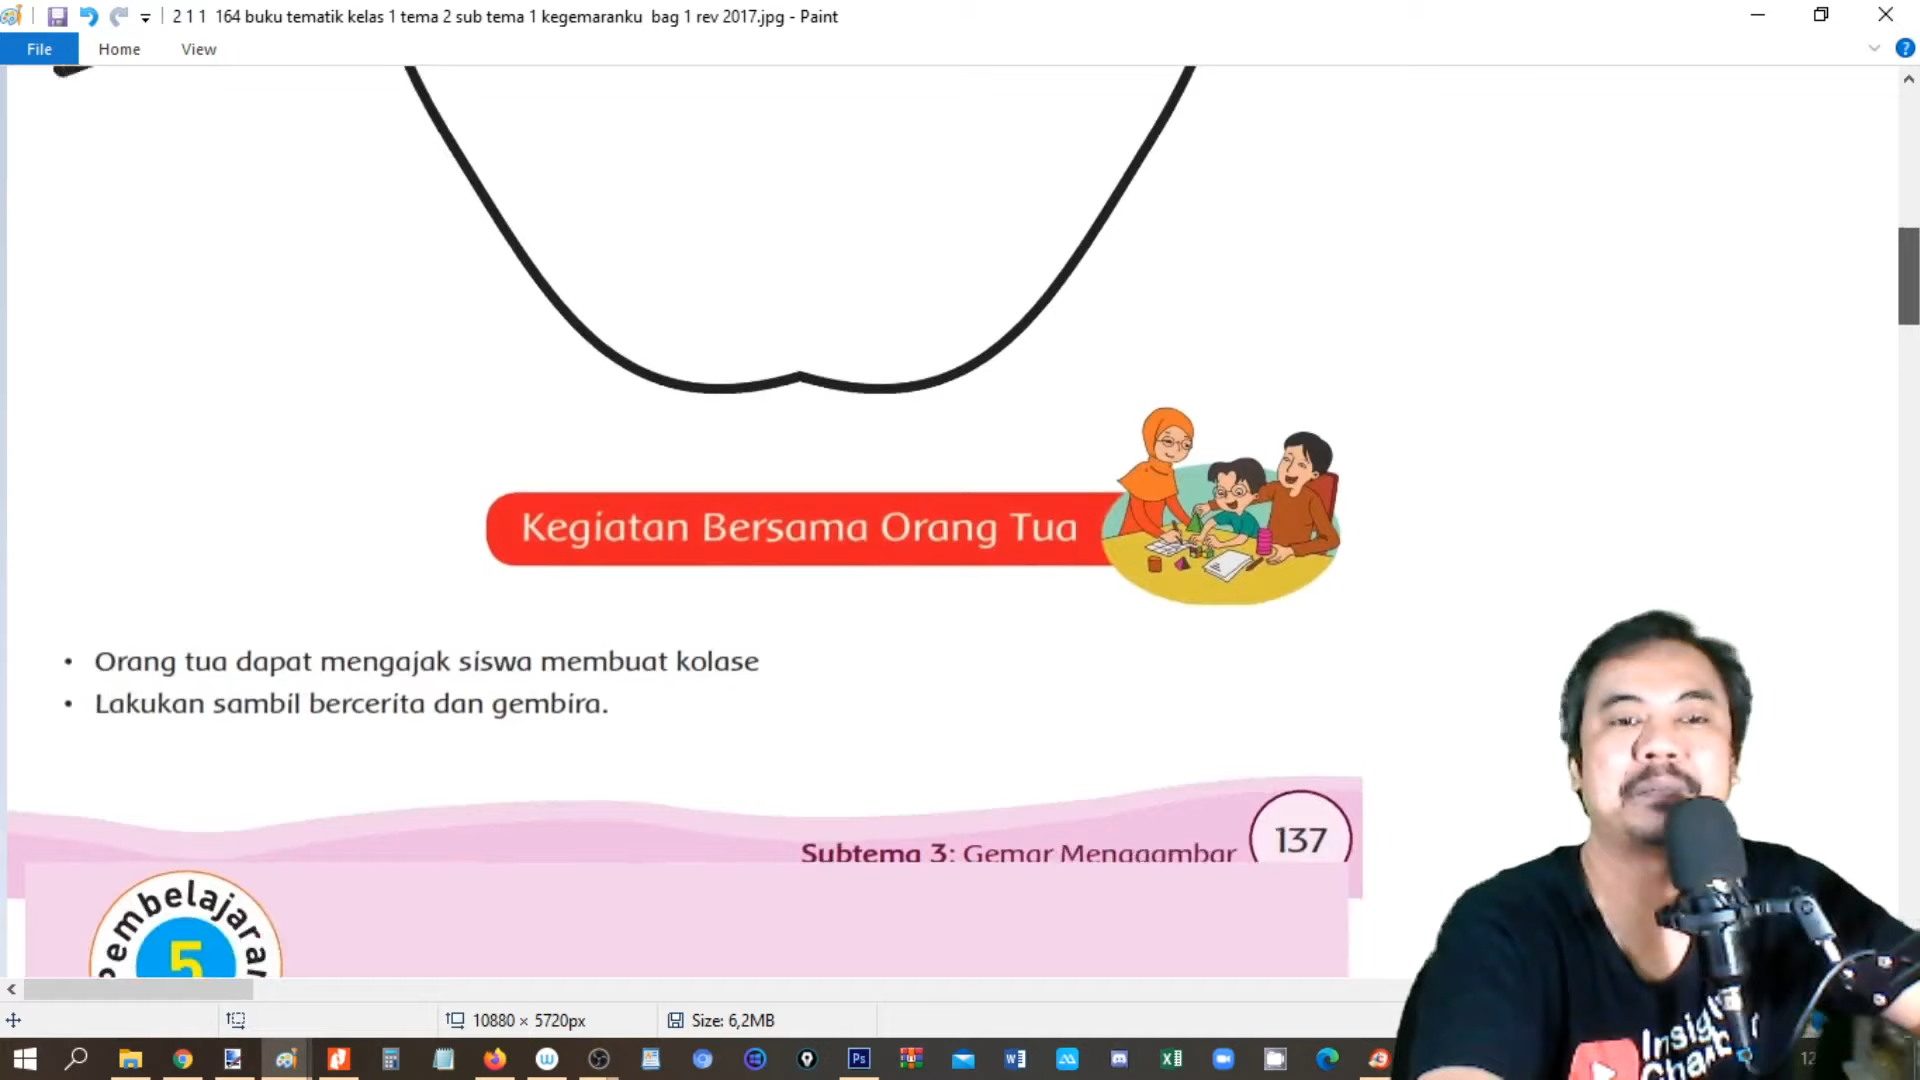 2 1 1  164 buku tematik kelas 1 tema 2 sub tema 1 kegemaranku  bag 1 rev 2017.jpg - Paint
File Home View
Kegiatan Bersama Orang Tua
• Orang tua dapat mengajak siswa membuat kolase
• Lakukan sambil bercerita dan gembira.
Subtema 3: Gemar Menggambar 137
Pembelajaran
5
10880 × 5720px Size: 6,2MB